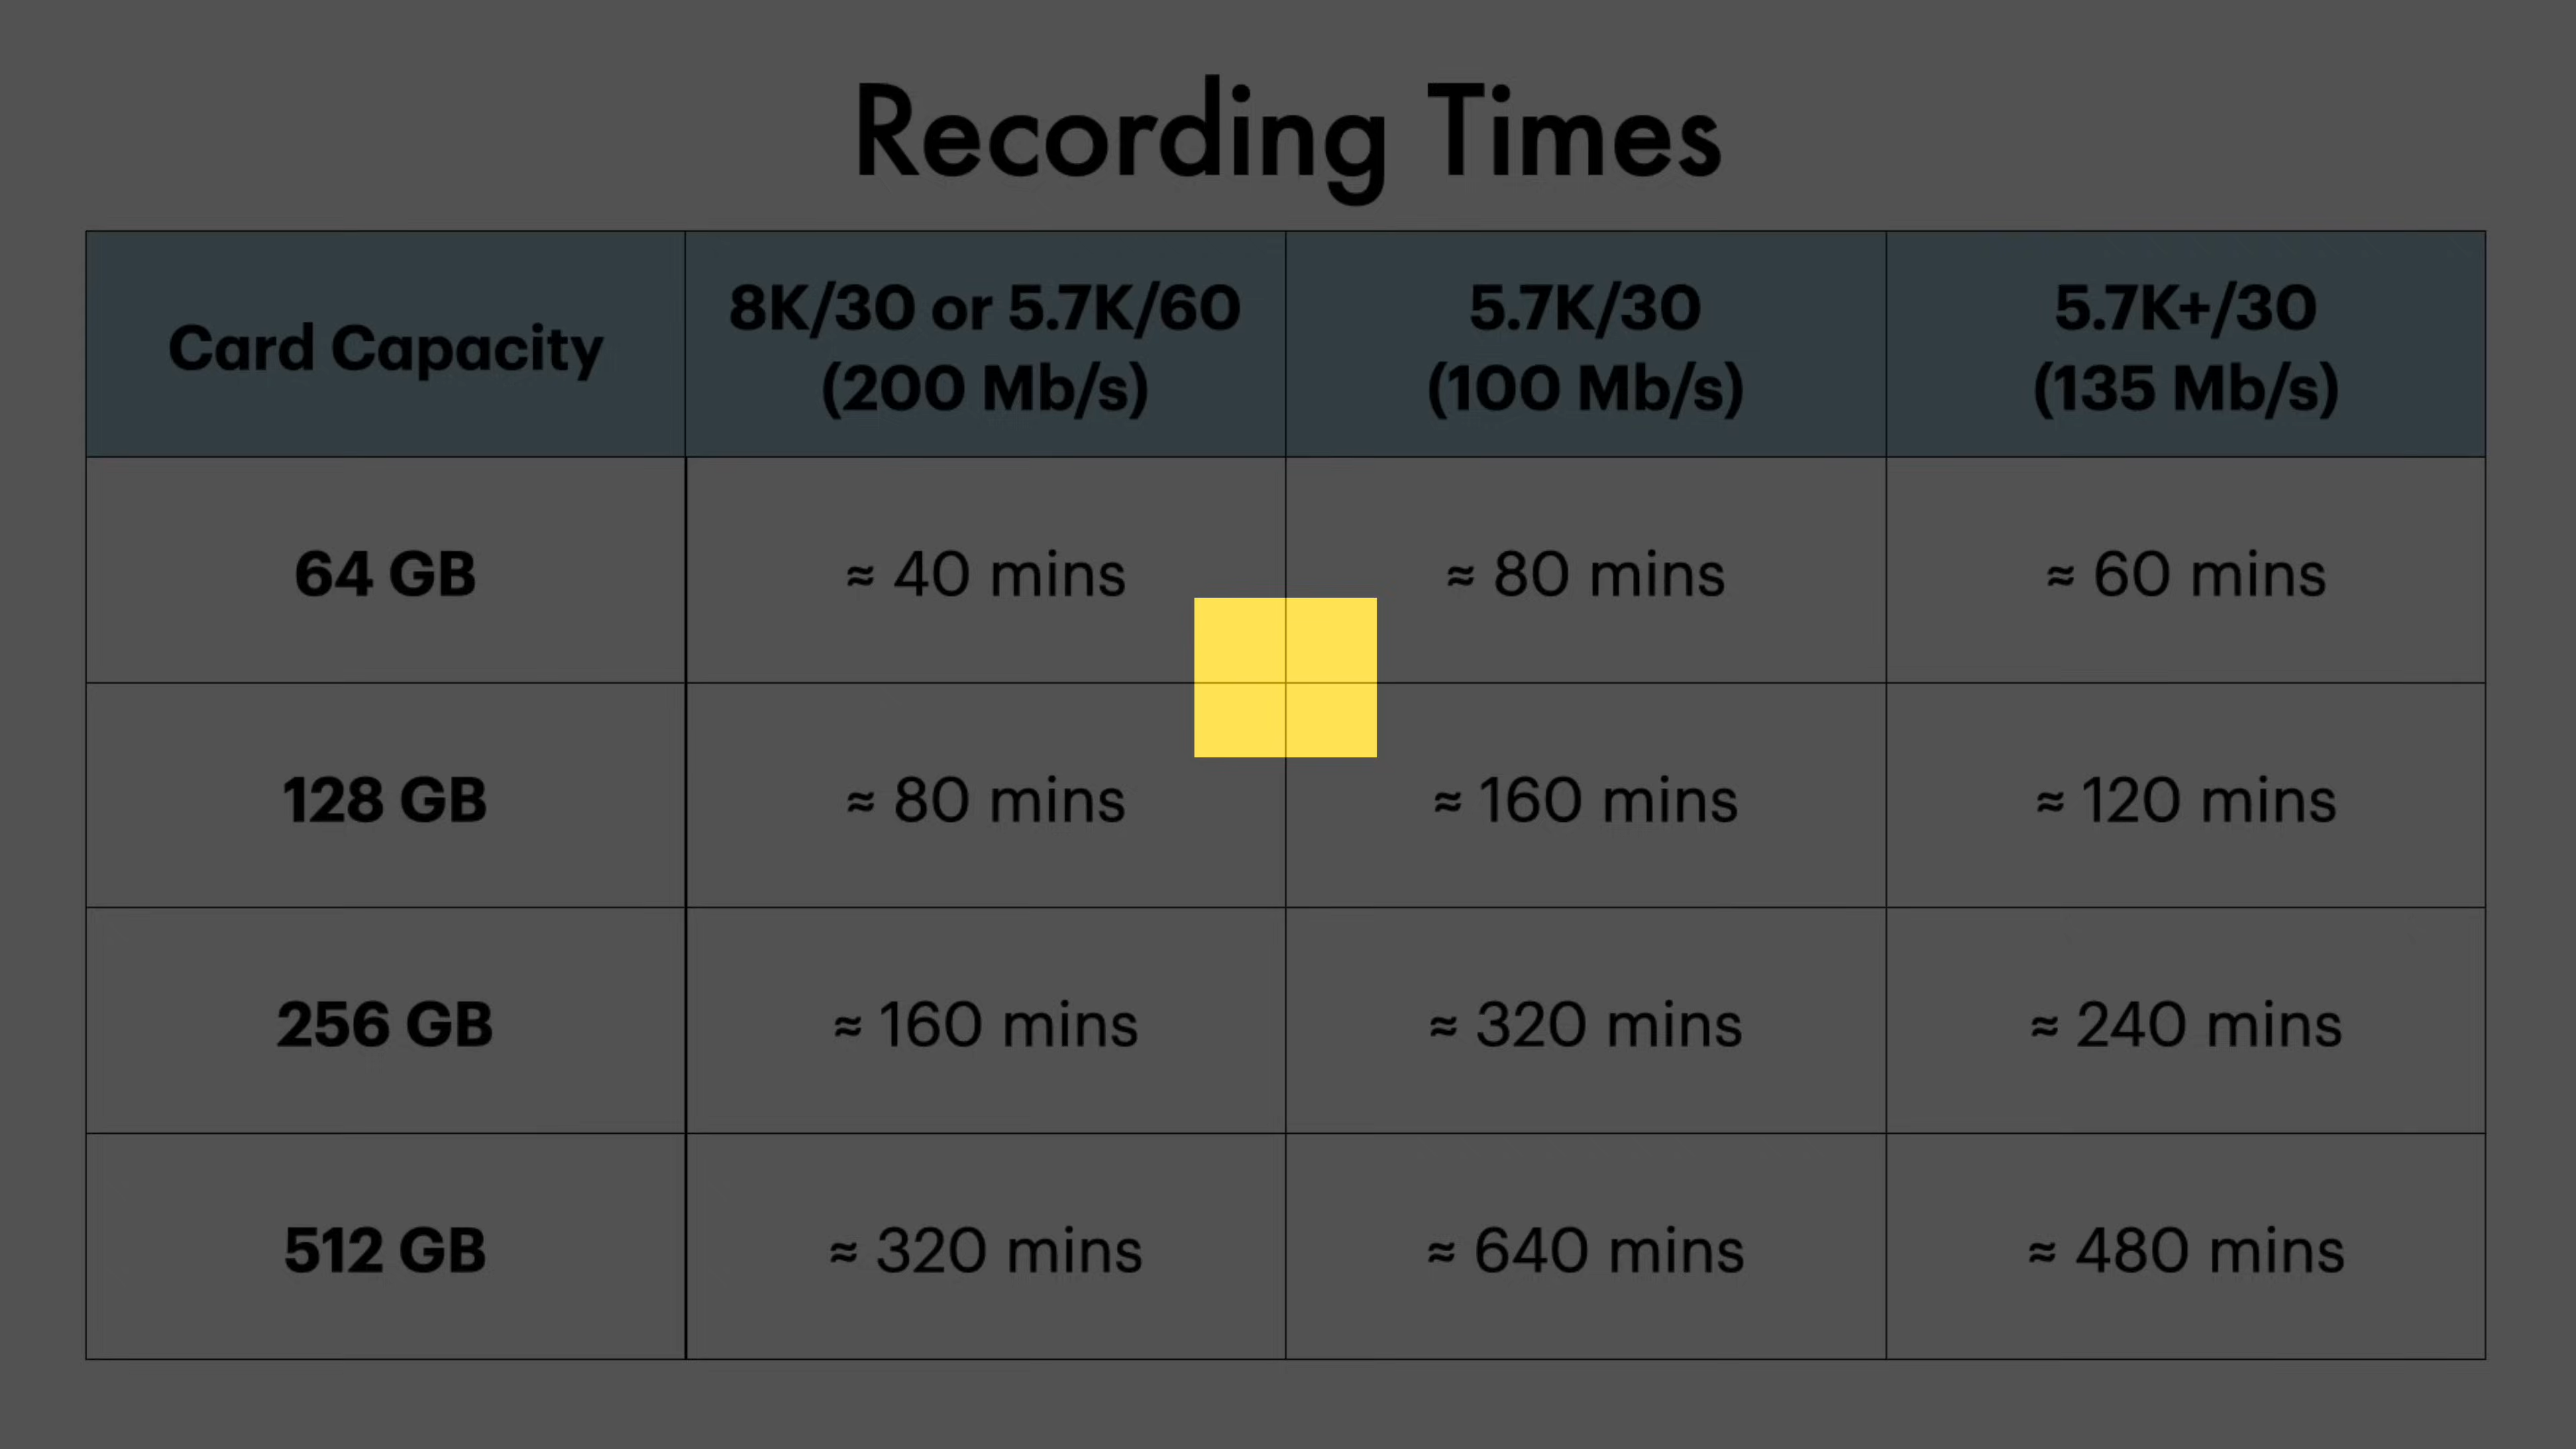 Recording Times
Card Capacity
8K/30 or 5.7K/60
(200 Mb/s)
5.7K/30
(100 Mb/s)
5.7K+/30
(135 Mb/s)
64 GB
≈ 40 mins
≈ 80 mins
≈ 60 mins
128 GB
≈ 80 mins
≈ 160 mins
≈ 120 mins
256 GB
≈ 160 mins
≈ 320 mins
≈ 240 mins
512 GB
≈ 320 mins
≈ 640 mins
≈ 480 mins